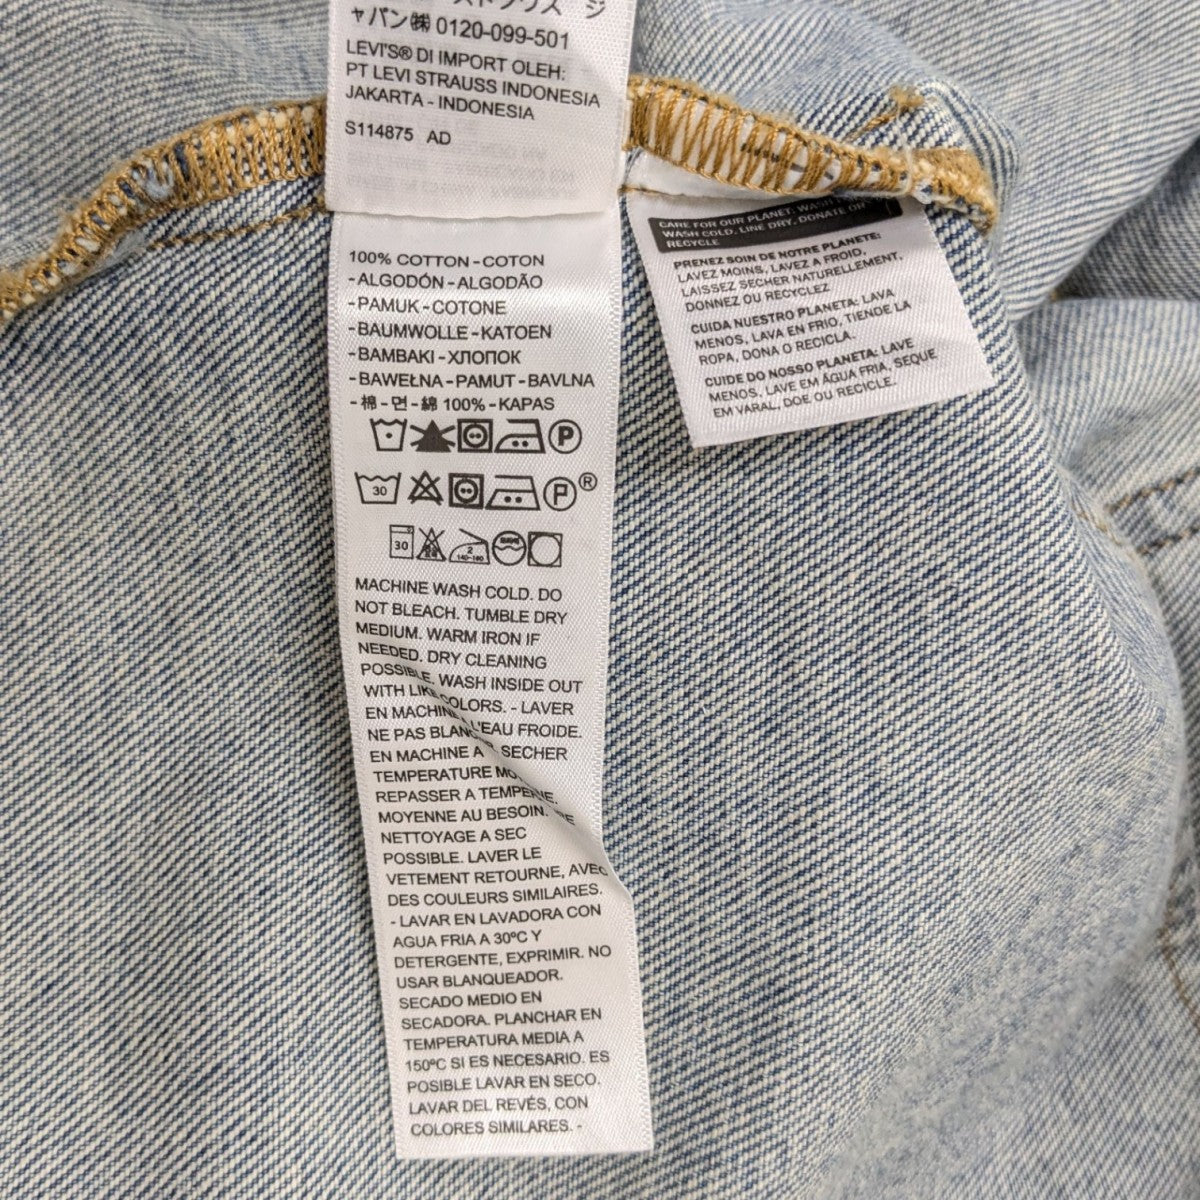 ャパン㈱ 0120-099-501
LEVI'S® DI IMPORT OLEH:
PT LEVI STRAUSS INDONESIA
JAKARTA - INDONESIA
S114875 AD
100% COTTON - COTON
- ALGODÓN - ALGODÃO
- PAMUK - COTONE
- BAUMWOLLE - KATOEN
- BAMBAKI - ХЛОПОК
- BAWEŁNA - PAMUT - BAVLNA
- 棉 - 면 - 綿 100% - KAPAS
P
30 P ®
30 2
MACHINE WASH COLD. DO
NOT BLEACH. TUMBLE DRY
MEDIUM. WARM IRON IF
NEEDED. DRY CLEANING
POSSIBLE. WASH INSIDE OUT
WITH LIKE COLORS. - LAVER
EN MACHINE A L'EAU FROIDE.
NE PAS
EN MACHINE A SECHER
TEMPERATURE
REPASSER A
MOYENNE AU BESOIN.
NETTOYAGE A SEC
POSSIBLE. LAVER LE
VETEMENT RETOURNE, AVEC
DES COULEURS SIMILAIRES.
- LAVAR EN LAVADORA CON
AGUA FRIA A 30ºC Y
DETERGENTE, EXPRIMIR. NO
USAR BLANQUEADOR.
SECADO MEDIO EN
SECADORA. PLANCHAR EN
TEMPERATURA MEDIA A
150ºC SI ES NECESARIO. ES
POSIBLE LAVAR EN SECO.
LAVAR DEL REVÉS, CON
COLORES SIMILARES. -
CARE FOR OUR PLANET: WASH
WASH COLD, LINE DRY, DONATE OR
RECYCLE
PRENEZ SOIN DE NOTRE PLANETE:
LAVEZ MOINS, LAVEZ A FROID,
LAISSEZ SECHER NATURELLEMENT,
DONNEZ OU RECYCLEZ
CUIDA NUESTRO PLANETA: LAVA
MENOS, LAVA EN FRIO, TIENDE LA
ROPA, DONA O RECICLA.
CUIDE DO NOSSO PLANETA: LAVE
MENOS, LAVE EM ÁGUA FRIA, SEQUE
EM VARAL, DOE OU RECICLE.